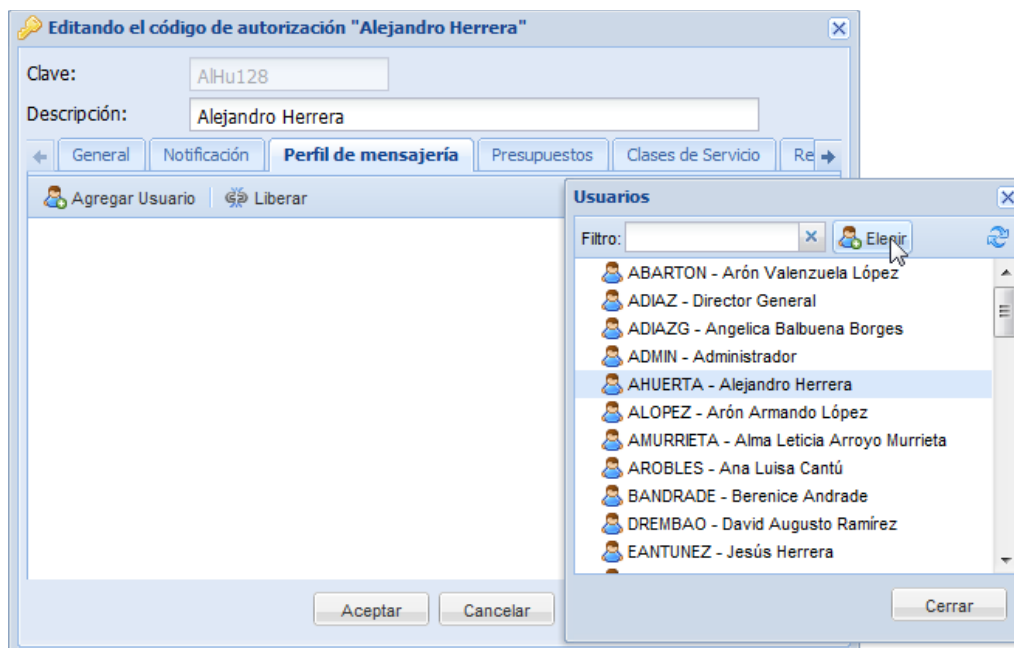 Editando el código de autorización "Alejandro Herrera"
Clave: AlHu128
Descripción: Alejandro Herrera
General Notificación Perfil de mensajería Presupuestos Clases de Servicio Re
Agregar Usuario Liberar
Usuarios
Filtro: Elegir
ABARTON - Arón Valenzuela López
ADIAZ - Director General
ADIAZG - Angelica Balbuena Borges
ADMIN - Administrador
AHUERTA - Alejandro Herrera
ALOPEZ - Arón Armando López
AMURRIETA - Alma Leticia Arroyo Murrieta
AROBLES - Ana Luisa Cantú
BANDRADE - Berenice Andrade
DREMBAO - David Augusto Ramírez
EANTUNEZ - Jesús Herrera
Aceptar Cancelar
Cerrar